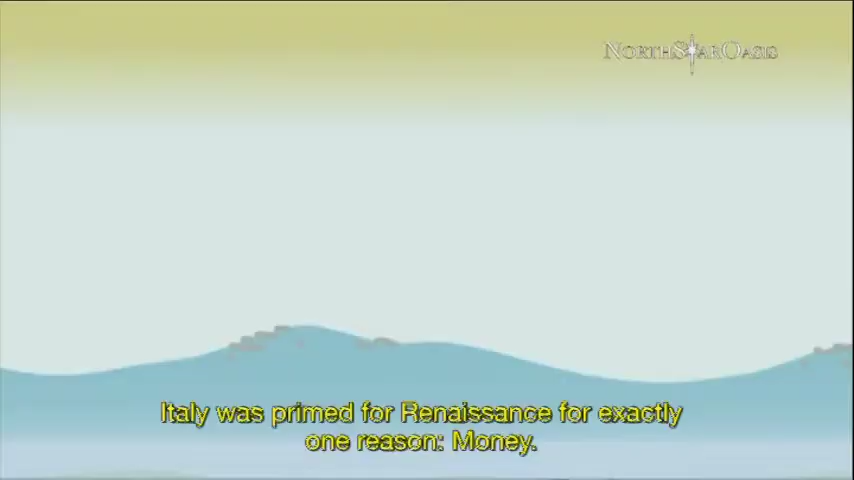 NorthStarOasis
Italy was primed for Renaissance for exactly
one reason: Money.